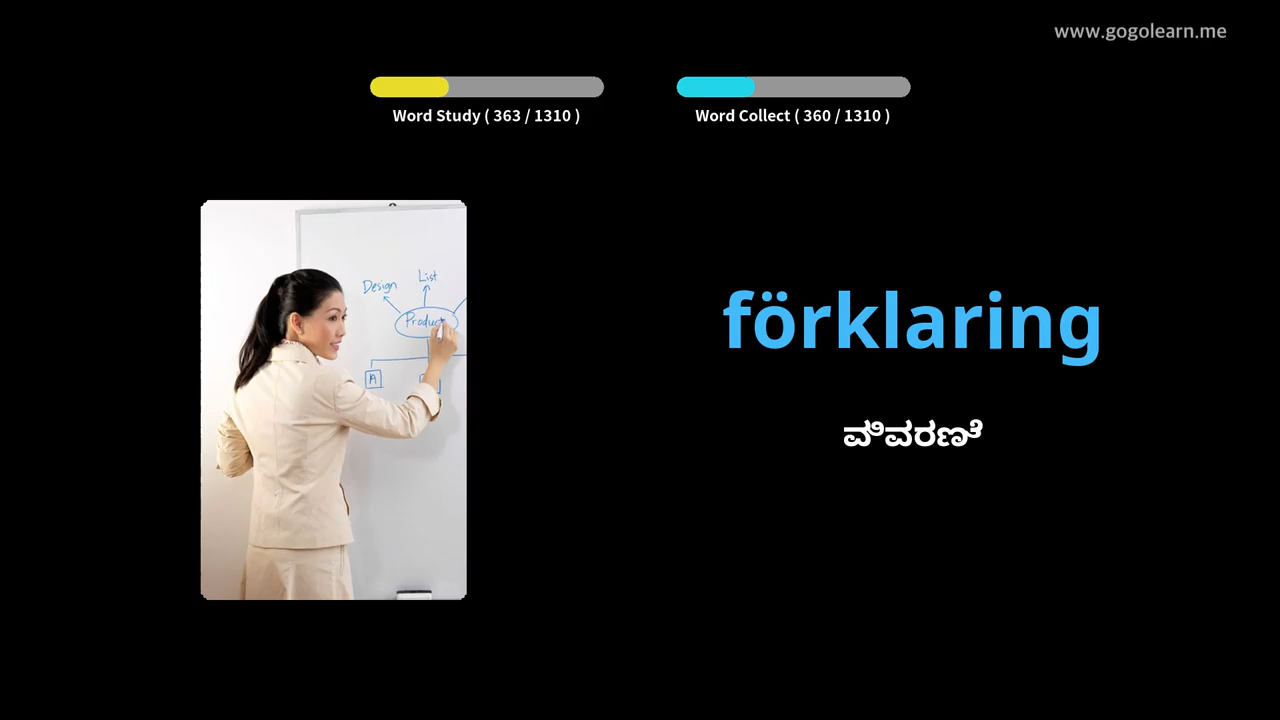 www.gogolearn.me
Word Study ( 363 / 1310 )
Word Collect ( 360 / 1310 )
Design
List
Product
A
förklaring
ವಿವರಣೆ